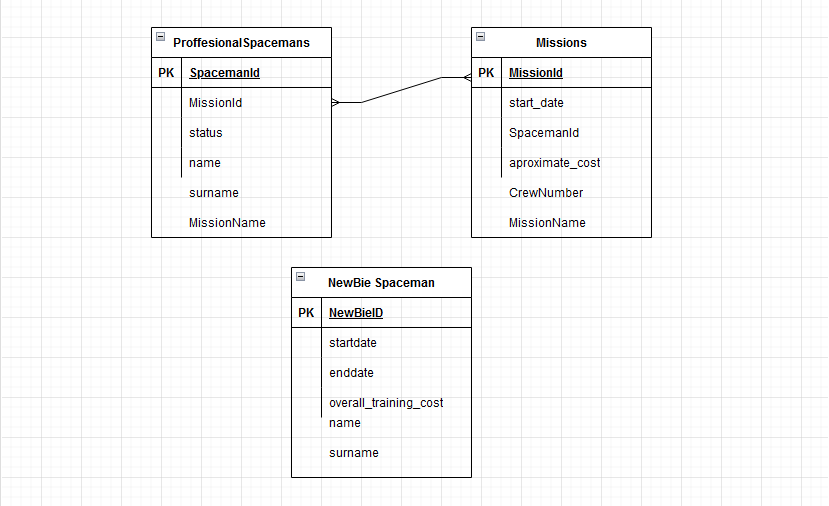 ProffesionalSpacemans
PK SpacemanId
MissionId
status
name
surname
MissionName
Missions
PK MissionId
start_date
SpacemanId
aproximate_cost
CrewNumber
MissionName
NewBie Spaceman
PK NewBieID
startdate
enddate
overall_training_cost
name
surname